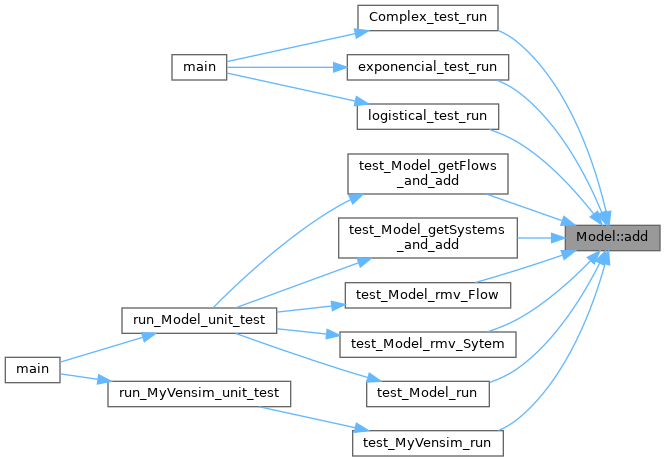 Complex_test_run
main
exponencial_test_run
logistical_test_run
test_Model_getFlows
_and_add
test_Model_getSystems
_and_add
Model::add
test_Model_rmv_Flow
run_Model_unit_test
test_Model_rmv_Sytem
main
run_MyVensim_unit_test
test_Model_run
test_MyVensim_run